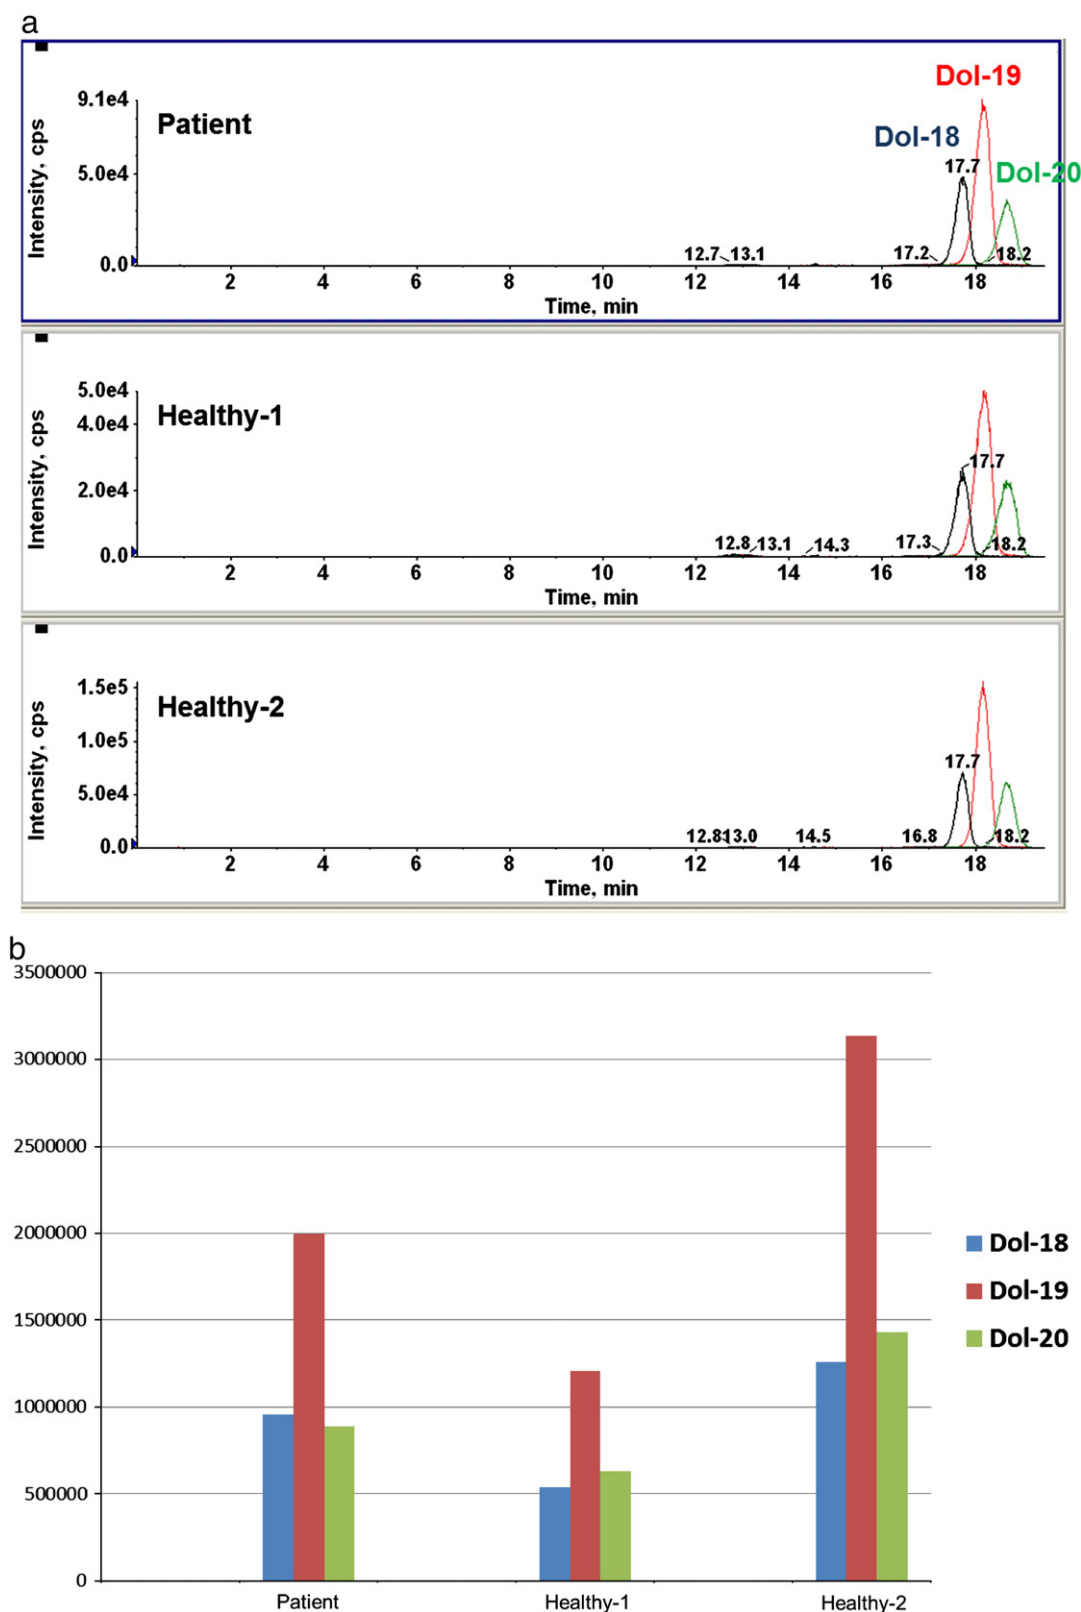 a
Dol-19
9.1e4
Patient
Dol-18
17.7
5.0e4
Dol-20
Intensity, cps
12.7 13.1
17.2
18.2
0.0
2 4 6 8 10 12 14 16 18
Time, min
5.0e4
4.0e4
Healthy-1
17.7
2.0e4
Intensity, cps
12.8 13.1
14.3
17.3
18.2
0.0
2 4 6 8 10 12 14 16 18
Time, min
1.5e5
Healthy-2
1.0e5
17.7
5.0e4
Intensity, cps
12.8 13.0
14.5
16.8
18.2
0.0
2 4 6 8 10 12 14 16 18
Time, min
b
3500000
3000000
2500000
2000000
1500000
1000000
500000
0
Dol-18
Dol-19
Dol-20
Patient Healthy-1 Healthy-2